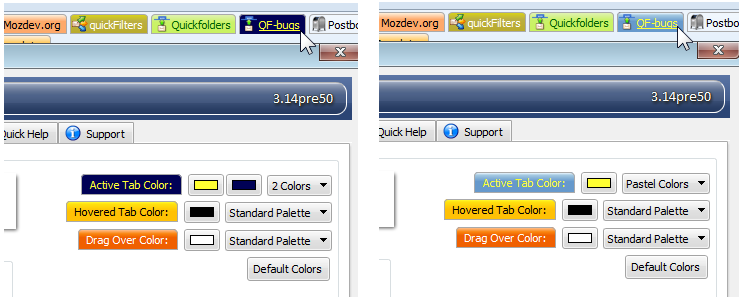 Mozdev.org quickFilters Quickfolders QF-bugs Postbo
3.14pre50
Quick Help Support
Active Tab Color: 2 Colors
Hovered Tab Color: Standard Palette
Drag Over Color: Standard Palette
Default Colors
Mozdev.org quickFilters Quickfolders QF-bugs Postbo
3.14pre50
Quick Help Support
Active Tab Color: Pastel Colors
Hovered Tab Color: Standard Palette
Drag Over Color: Standard Palette
Default Colors